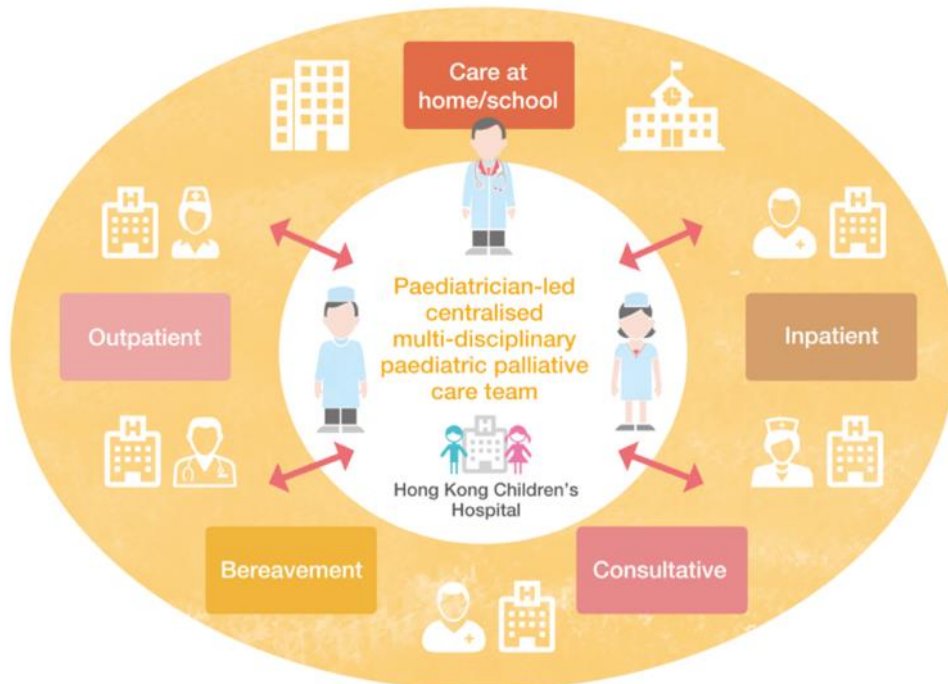 Care at
home/school
Outpatient
Paediatrician-led
centralised
multi-disciplinary
paediatric palliative
care team
Inpatient
H
Hong Kong Children's
Hospital
Bereavement
Consultative
H
H
H
H
H